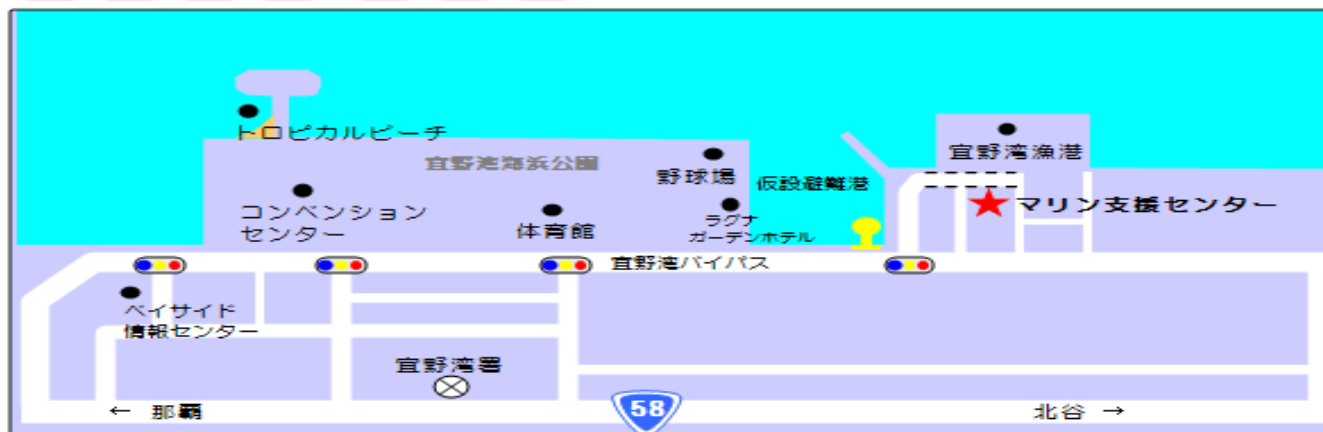 トロピカルビーチ
宜野湾海浜公園
野球場
仮設避難港
宜野湾漁港
マリン支援センター
コンベンション
センター
体育館
ラグナ
ガーデンホテル
宜野湾バイパス
ベイサイド
情報センター
宜野湾署
← 那覇
58
北谷 →